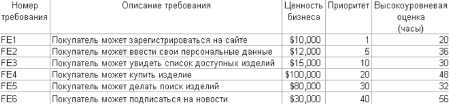 Номер требования Описание требования Ценность бизнеса Приоритет Высокоуровневая оценка (часы)
FE1 Покупатель может зарегистрироваться на сайте $10,000 1 20
FE2 Покупатель может ввести свои персональные данные $12,000 5 36
FE3 Покупатель может увидеть список доступных изделий $15,000 10 30
FE4 Покупатель может купить изделие $100,000 20 48
FE5 Покупатель может делать поиск изделий $80,000 30 32
FE6 Покупатель может подписаться на новости $30,000 40 56